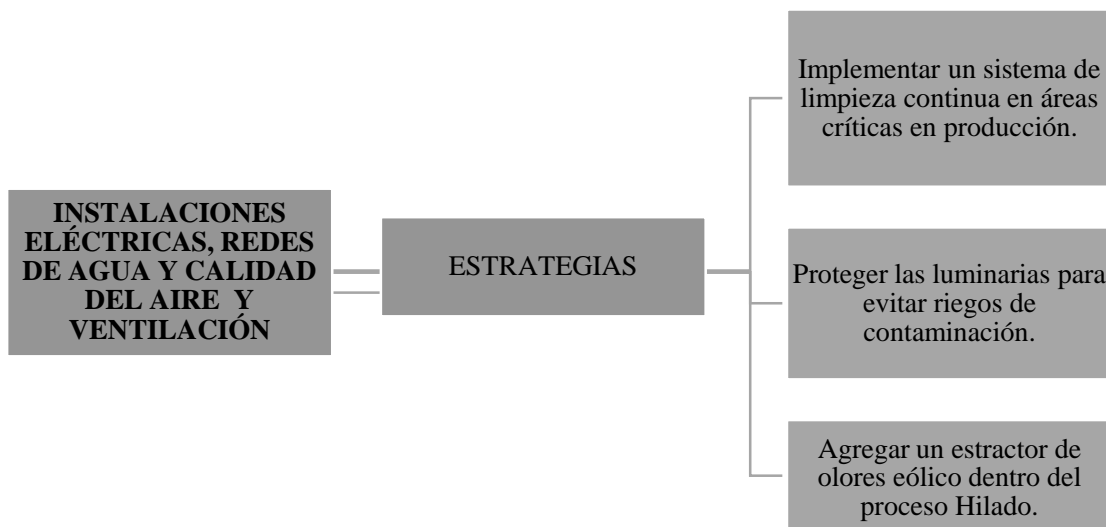 INSTALACIONES
ELÉCTRICAS, REDES
DE AGUA Y CALIDAD
DEL AIRE Y
VENTILACIÓN
ESTRATEGIAS
Implementar un sistema de
limpieza continua en áreas
críticas en producción.
Proteger las luminarias para
evitar riegos de
contaminación.
Agregar un estractor de
olores eólico dentro del
proceso Hilado.